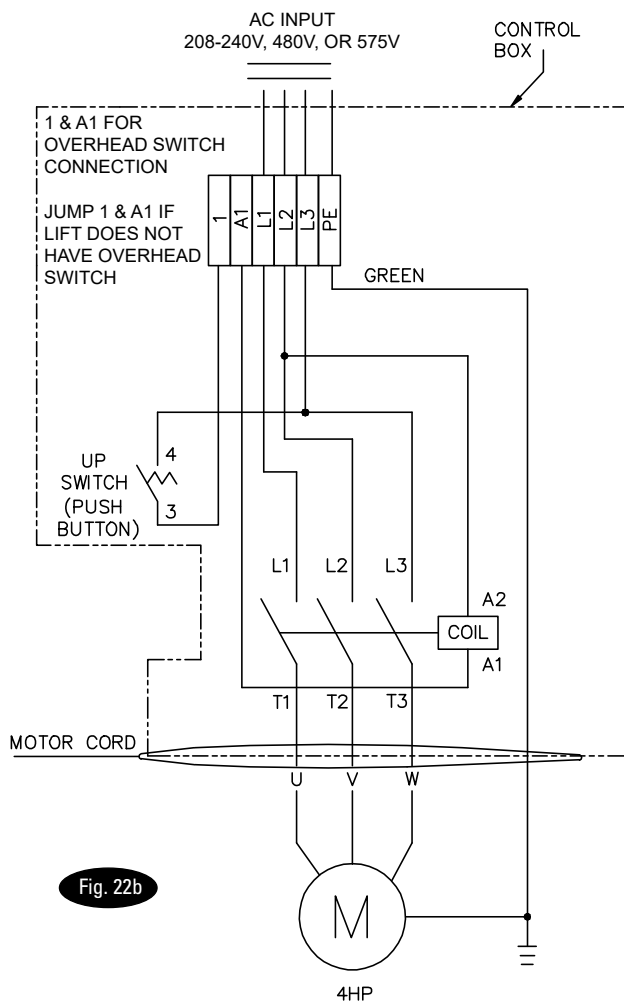 AC INPUT
208-240V, 480V, OR 575V
CONTROL
BOX
1 & A1 FOR
OVERHEAD SWITCH
CONNECTION
JUMP 1 & A1 IF
LIFT DOES NOT
HAVE OVERHEAD
SWITCH
1
A1
L1
L2
L3
PE
GREEN
UP
SWITCH
(PUSH
BUTTON)
4
3
L1
L2
L3
A2
COIL
A1
T1
T2
T3
MOTOR CORD
U
V
W
Fig. 22b
M
4HP